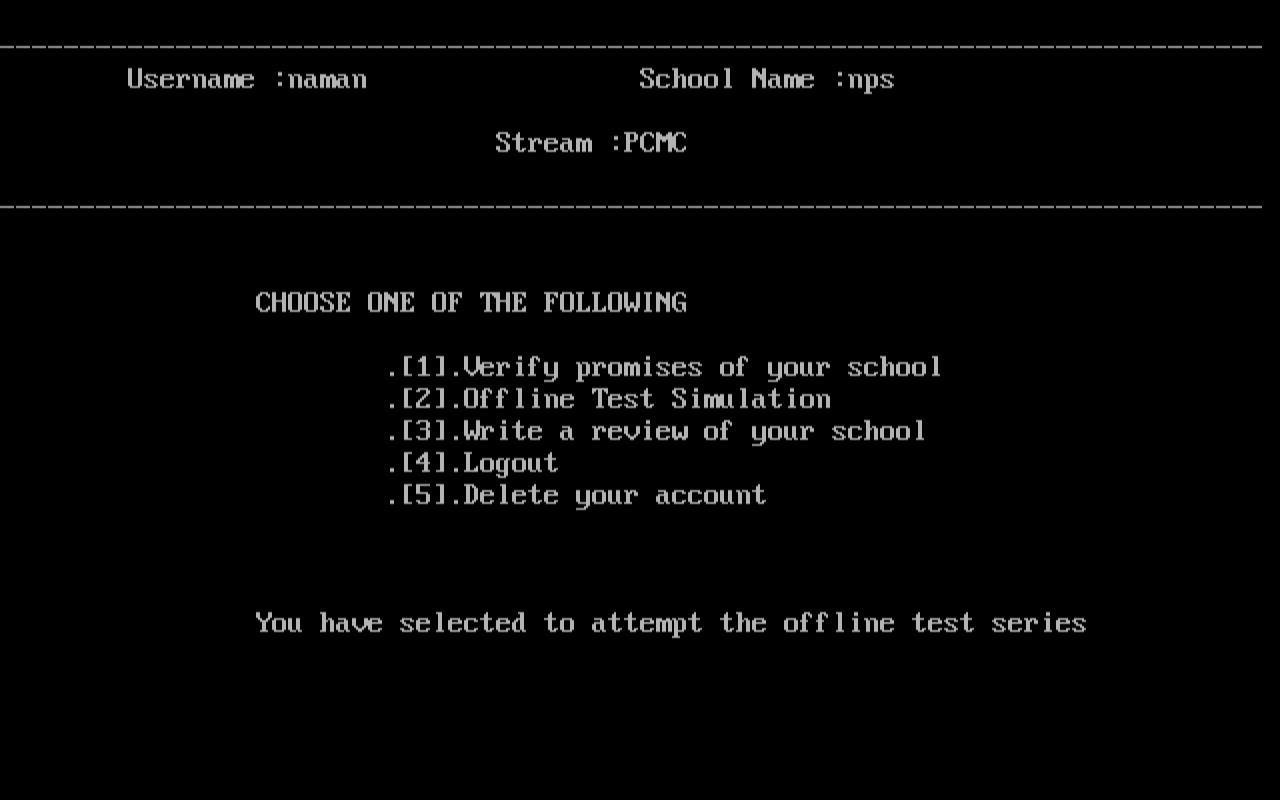 Username :naman School Name :nps
Stream :PCMC
CHOOSE ONE OF THE FOLLOWING
.[1].Verify promises of your school
.[2].Offline Test Simulation
.[3].Write a review of your school
.[4].Logout
.[5].Delete your account
You have selected to attempt the offline test series